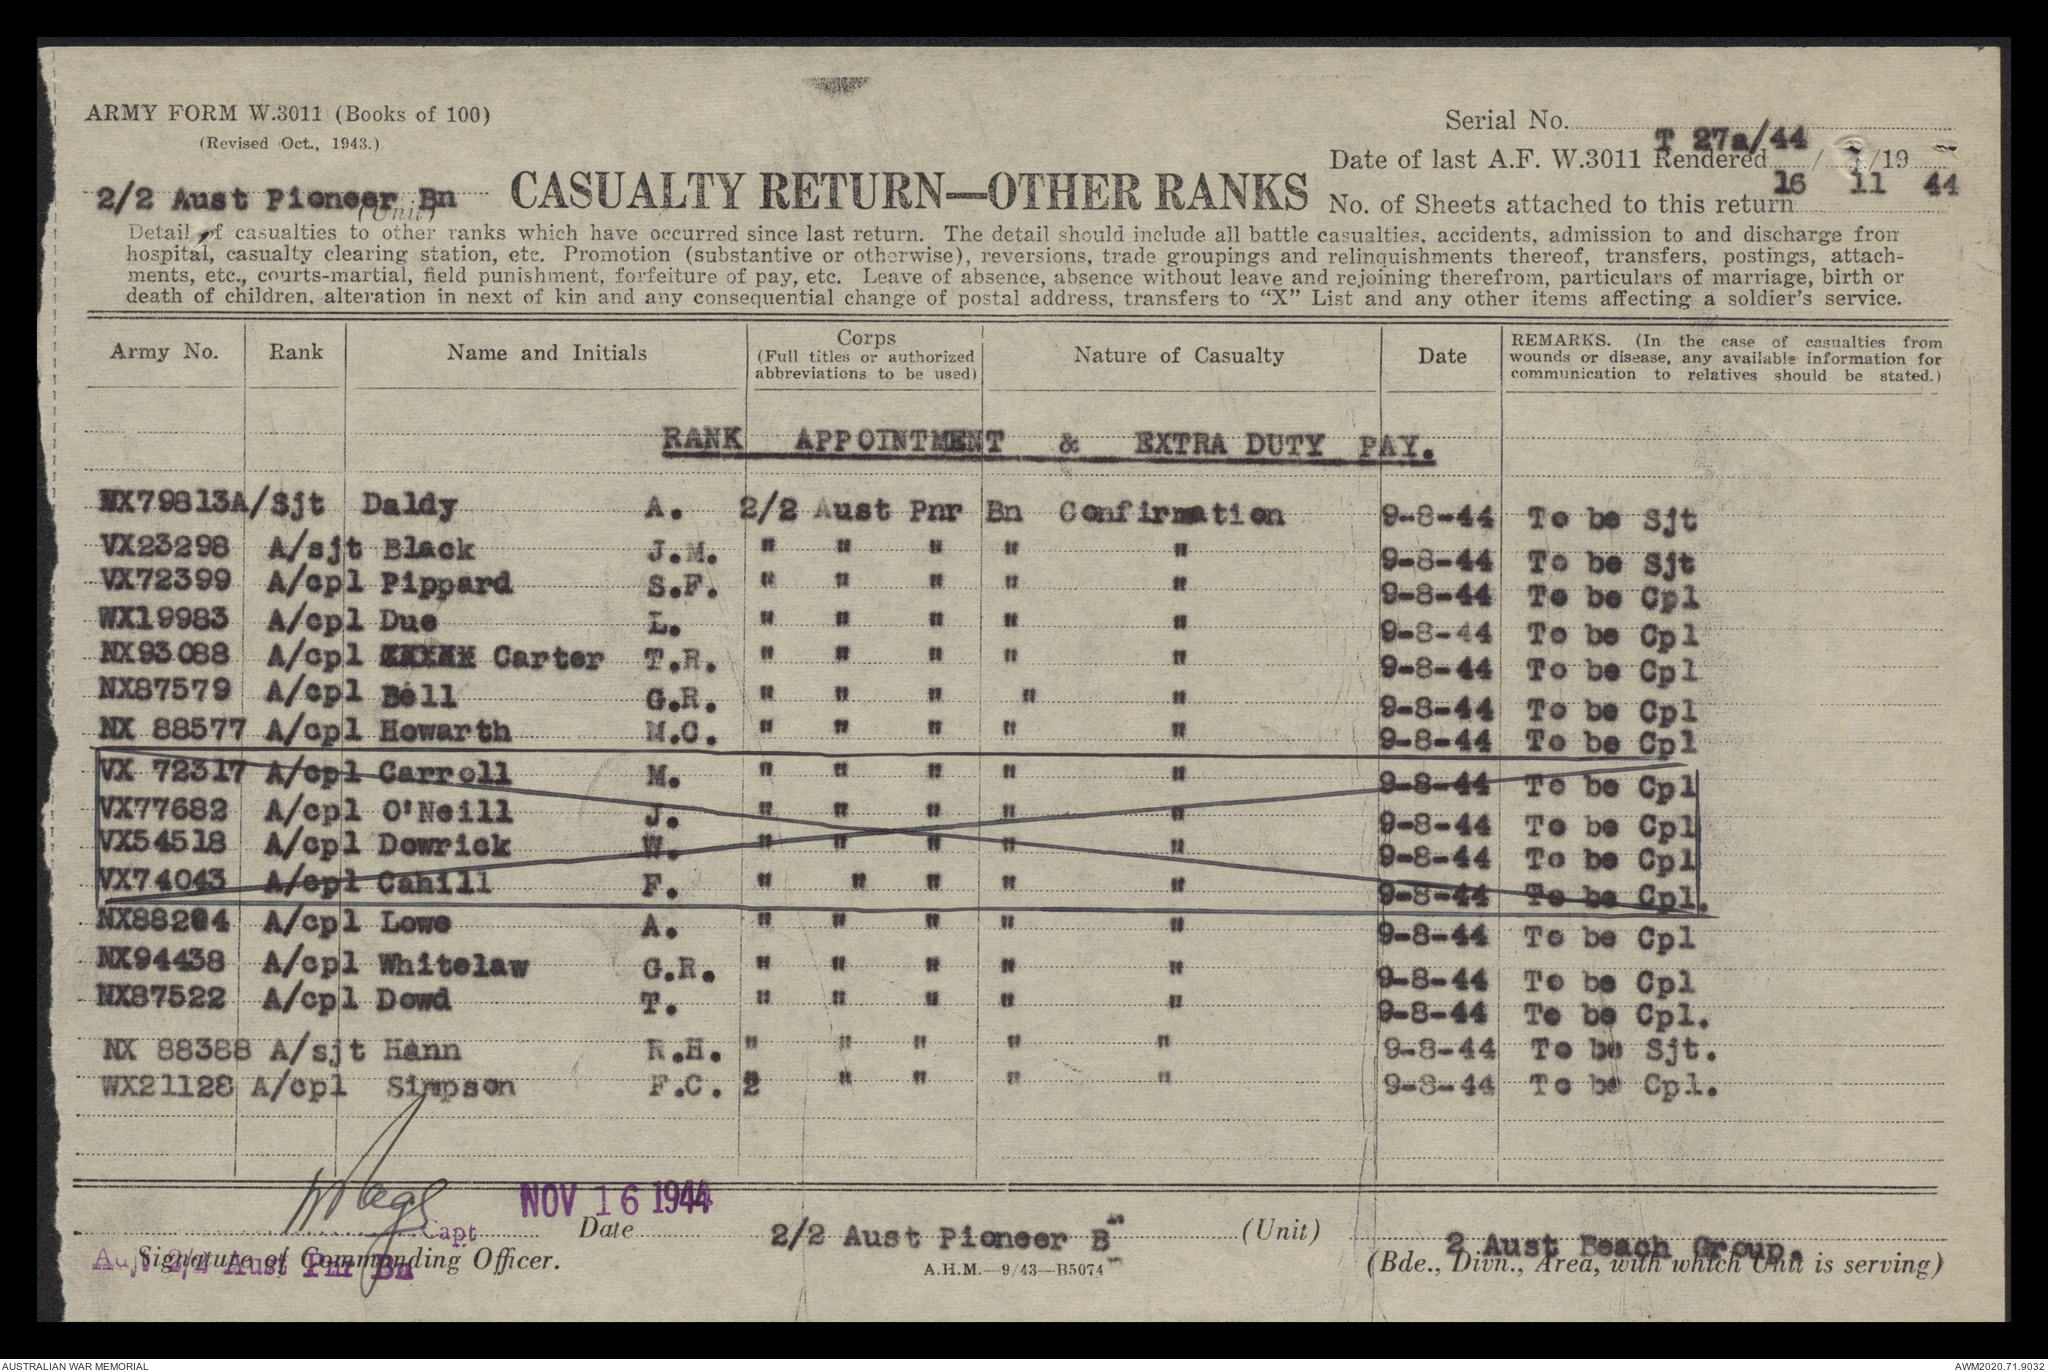 ARMY FORM W.3011 (Books of 100)
(Revised Oct., 1943.)
Serial No. T 27a/44
Date of last A.F. W.3011 Rendered / /19
16 11 44
2/2 Aust Pioneer Bn
(Unit)
CASUALTY RETURN—OTHER RANKS
No. of Sheets attached to this return
Detail of casualties to other ranks which have occurred since last return. The detail should include all battle casualties, accidents, admission to and discharge from
hospital, casualty clearing station, etc. Promotion (substantive or otherwise), reversions, trade groupings and relinquishments thereof, transfers, postings, attach-
ments, etc., courts-martial, field punishment, forfeiture of pay, etc. Leave of absence, absence without leave and rejoining therefrom, particulars of marriage, birth or
death of children, alteration in next of kin and any consequential change of postal address, transfers to "X" List and any other items affecting a soldier's service.
Army No. Rank Name and Initials Corps (Full titles or authorized abbreviations to be used) Nature of Casualty Date REMARKS. (In the case of casualties from wounds or disease, any available information for communication to relatives should be stated.)
RANK APPOINTMENT & EXTRA DUTY PAY.
NX79813 A/Sjt Daldy A. 2/2 Aust Pnr Bn Confirmation 9-8-44 To be Sjt
VX23298 A/sjt Black J.M. " " " " " 9-8-44 To be Sjt
VX72399 A/cpl Pippard S.F. " " " " " 9-8-44 To be Cpl
WX19983 A/cpl Due L. " " " " " 9-8-44 To be Cpl
NX93088 A/cpl XXXXX Carter T.R. " " " " " 9-8-44 To be Cpl
NX87579 A/cpl Bell G.R. " " " " " 9-8-44 To be Cpl
NX 88577 A/cpl Howarth M.C. " " " " " 9-8-44 To be Cpl
VX 72317 A/cpl Carroll M. " " " " " 9-8-44 To be Cpl
VX77682 A/cpl O'Neill J. " " " " " 9-8-44 To be Cpl
VX54518 A/cpl Dowrick W. " " " " " 9-8-44 To be Cpl
VX74043 A/cpl Cahill F. " " " " " 9-8-44 To be Cpl.
A/cpl Lowe A. " " " " " 9-8-44 To be Cpl
NX94438 A/cpl Whitelaw G.R. " " " " " 9-8-44 To be Cpl
NX87522 A/cpl Dowd T. " " " " " 9-8-44 To be Cpl.
NX 88388 A/sjt Hann R.H. " " " " " 9-8-44 To be Sjt.
WX21128 A/cpl Simpson F.C. " " " " " 9-8-44 To be Cpl.
NOV 16 1944
Capt
Date 2/2 Aust Pioneer Bn (Unit) 2 Aust Beach Group.
Adjt 2/2 Aust Pnr Bn
Signature of Commanding Officer.
A.H.M.—9/43—B5074
(Bde., Divn., Area, with which Unit is serving)
AUSTRALIAN WAR MEMORIAL
AWM2020.71.9032